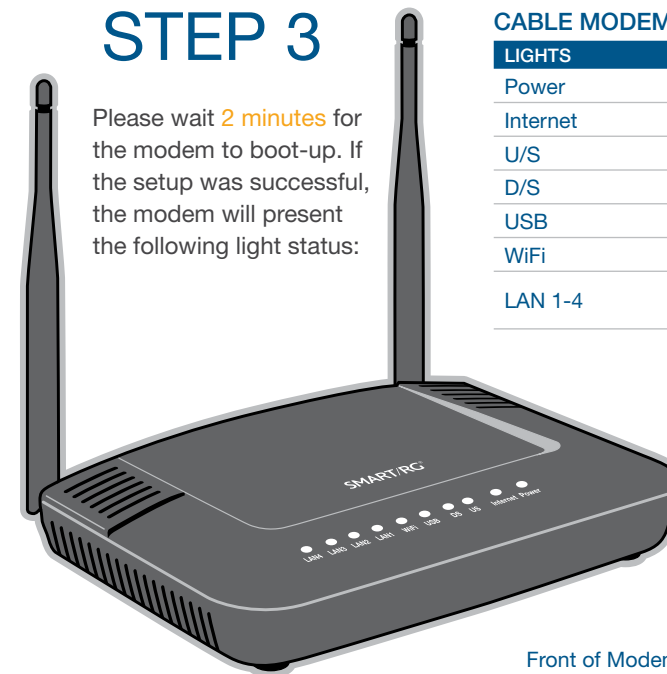 STEP 3
Please wait 2 minutes for
the modem to boot-up. If
the setup was successful,
the modem will present
the following light status:
CABLE MODEM
LIGHTS
Power
Internet
U/S
D/S
USB
WiFi
LAN 1-4
SMART/RG
LAN4 LAN3 LAN2 LAN1 WiFi USB DS US Internet Power
Front of Modem